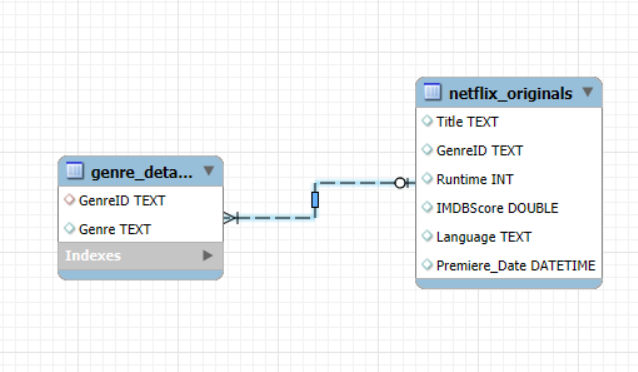 genre_deta...
GenreID TEXT
Genre TEXT
Indexes
netflix_originals
Title TEXT
GenreID TEXT
Runtime INT
IMDBScore DOUBLE
Language TEXT
Premiere_Date DATETIME